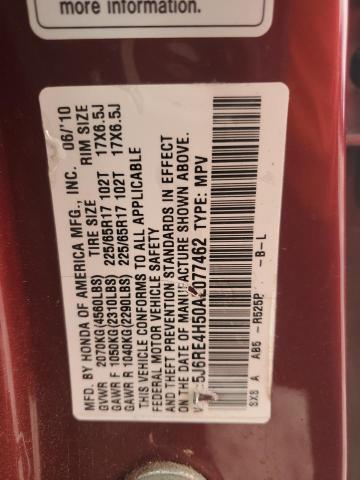 more information.
MFD. BY HONDA OF AMERICA MFG., INC. 06/'10
TIRE SIZE RIM SIZE
GVWR 2070KG(4560LBS)
GAWR F 1050KG(2310LBS) 225/65R17 102T 17X6.5J
GAWR R 1040KG(2290LBS) 225/65R17 102T 17X6.5J
THIS VEHICLE CONFORMS TO ALL APPLICABLE
FEDERAL MOTOR VEHICLE SAFETY
AND THEFT PREVENTION STANDARDS IN EFFECT
ON THE DATE OF MANUFACTURE SHOWN ABOVE.
5J6RE4H50AL077462 TYPE: MPV
SXS A AB5 - R525P - B-L